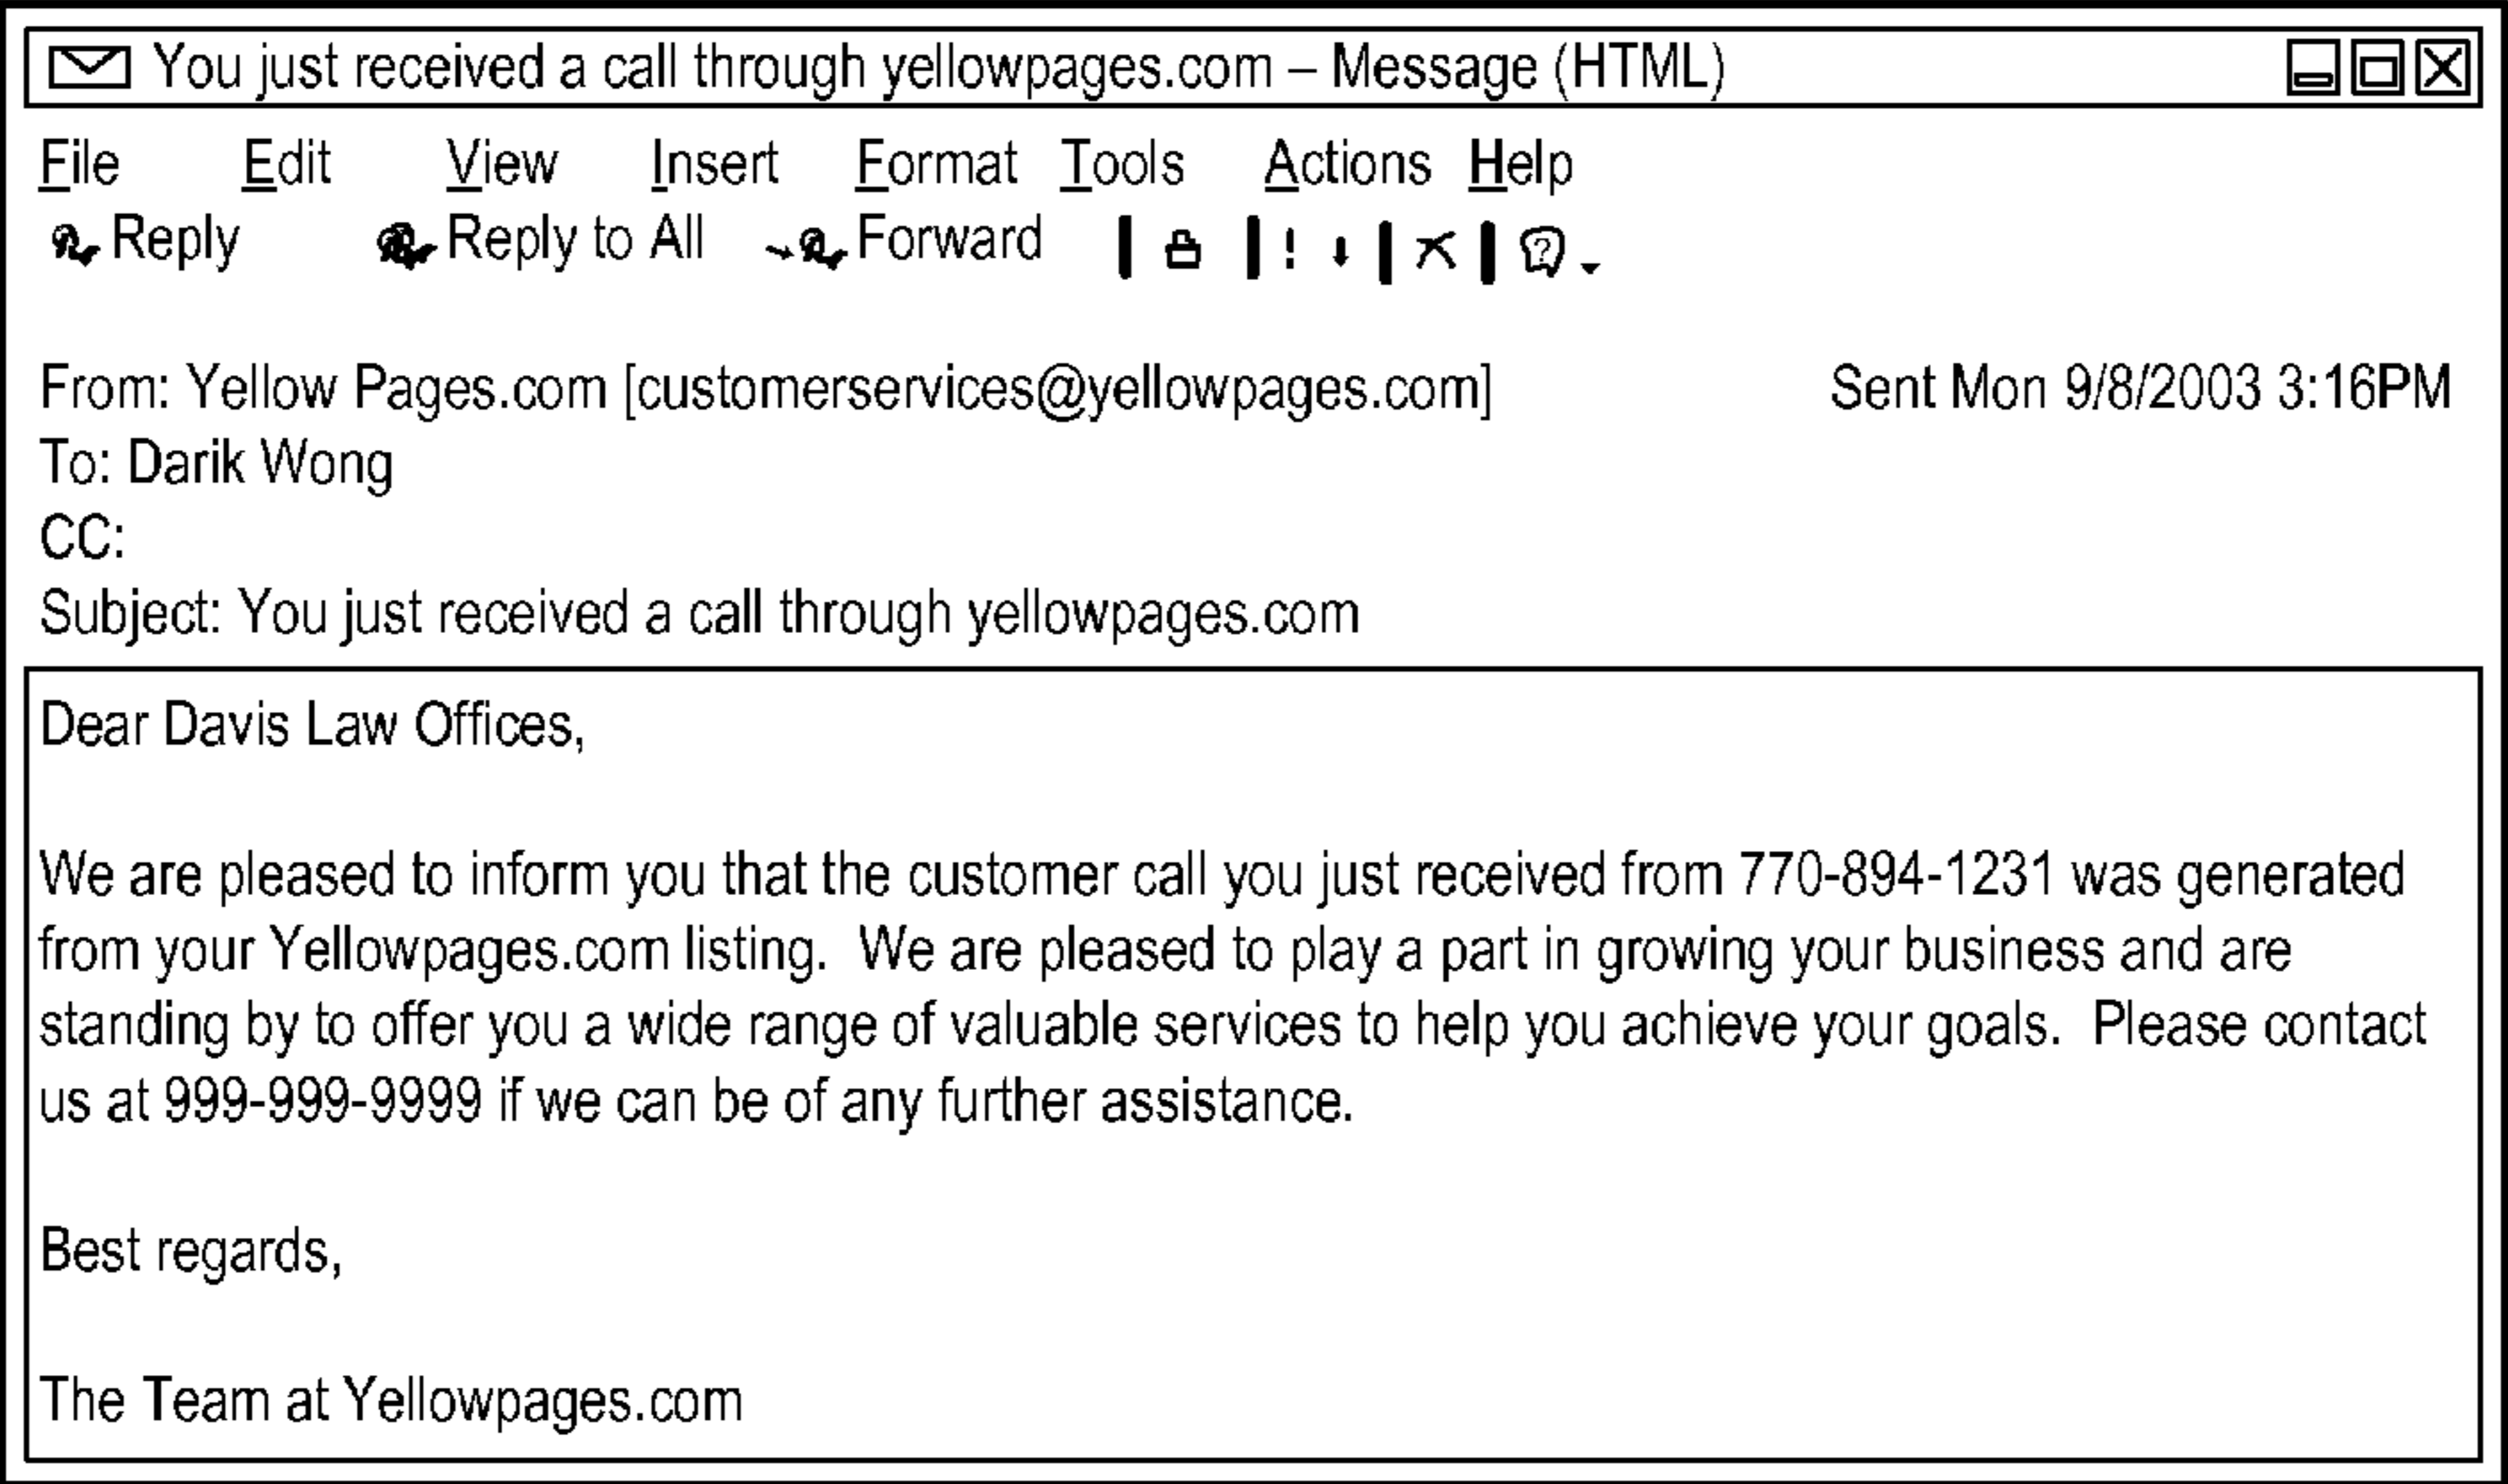 You just received a call through yellowpages.com – Message (HTML)
File Edit View Insert Format Tools Actions Help
Reply Reply to All Forward ! ?
From: Yellow Pages.com [customerservices@yellowpages.com] Sent Mon 9/8/2003 3:16PM
To: Darik Wong
CC:
Subject: You just received a call through yellowpages.com
Dear Davis Law Offices,
We are pleased to inform you that the customer call you just received from 770-894-1231 was generated
from your Yellowpages.com listing.  We are pleased to play a part in growing your business and are
standing by to offer you a wide range of valuable services to help you achieve your goals.  Please contact
us at 999-999-9999 if we can be of any further assistance.
Best regards,
The Team at Yellowpages.com